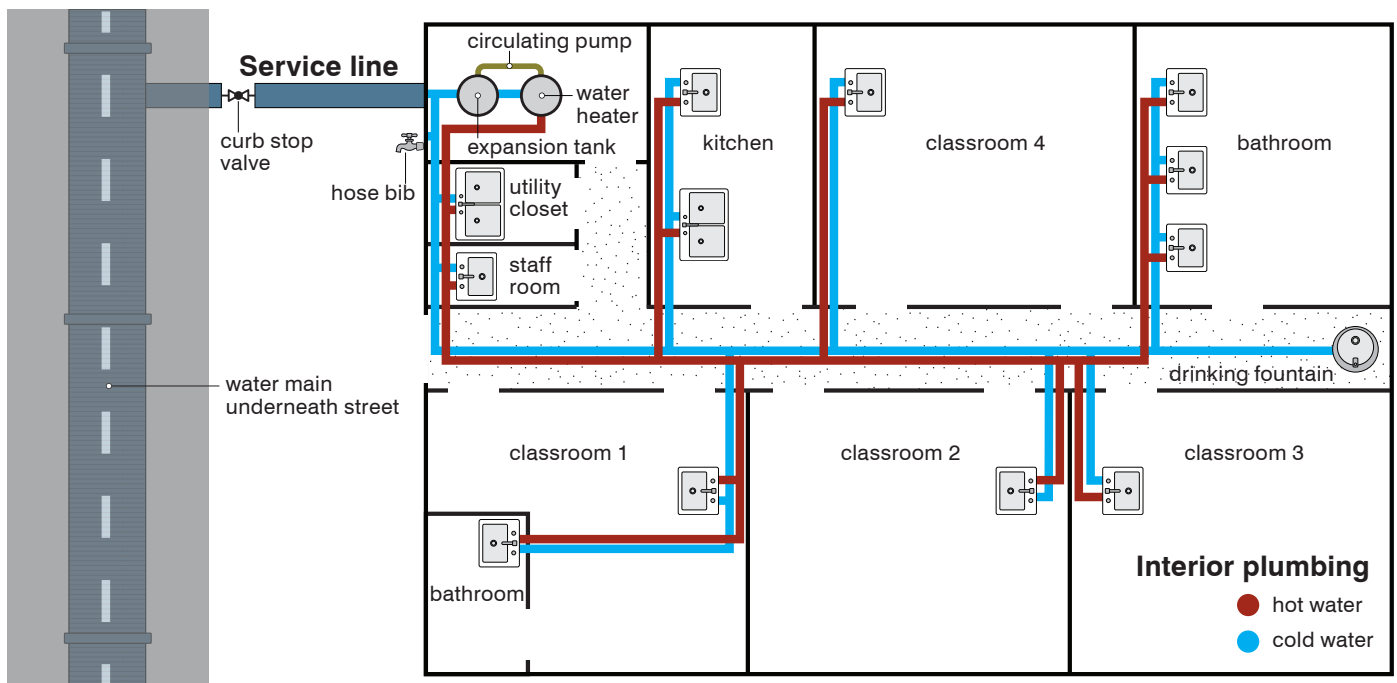 circulating pump
Service line
water
heater
curb stop
valve
expansion tank
kitchen
classroom 4
bathroom
hose bib
utility
closet
staff
room
water main
underneath street
drinking fountain
classroom 1
classroom 2
classroom 3
bathroom
Interior plumbing
hot water
cold water